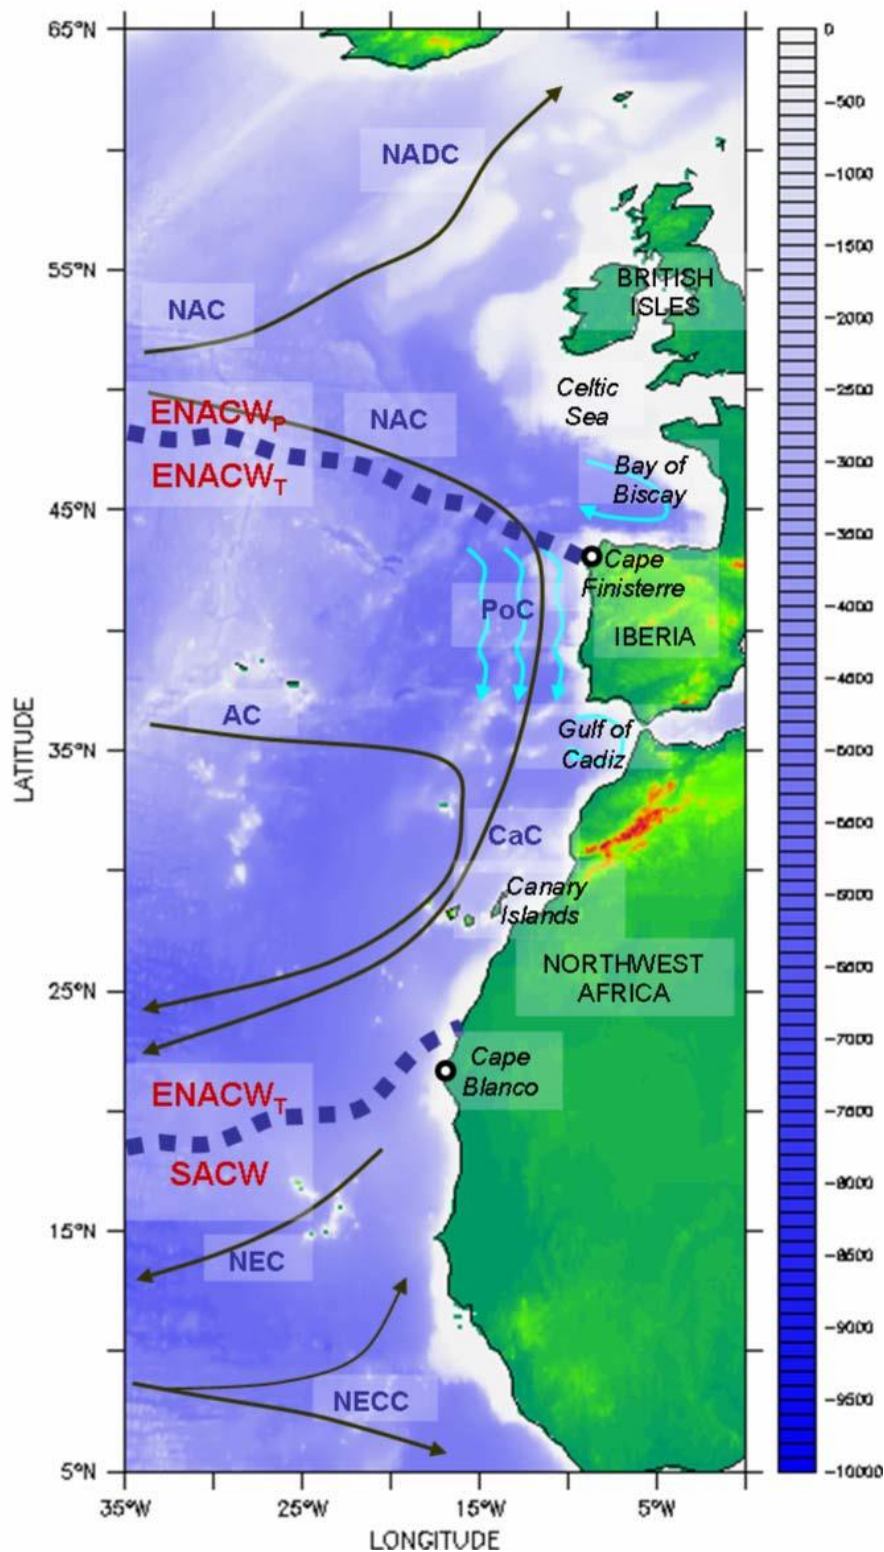 65°N
NADC
55°N
BRITISH
ISLES
NAC
Celtic
Sea
ENACWP
NAC
ENACWT
Bay of
Biscay
45°N
Cape
Finisterre
PoC
IBERIA
AC
Gulf of
Cadiz
35°N
CaC
Canary
Islands
NORTHWEST
AFRICA
25°N
Cape
Blanco
ENACWT
SACW
15°N
NEC
NECC
5°N
35°W
25°W
15°W
5°W
LONGITUDE
LATITUDE
0
-500
-1000
-1500
-2000
-2500
-3000
-3500
-4000
-4500
-5000
-5500
-6000
-6500
-7000
-7500
-8000
-8500
-9000
-9500
-10000